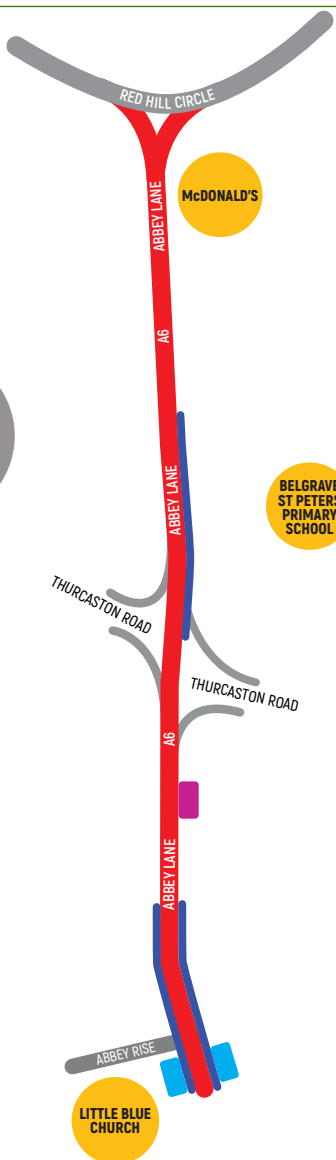 RED HILL CIRCLE
ABBEY LANE
McDONALD'S
A6
ABBEY LANE
BELGRAVE
ST PETERS
PRIMARY
SCHOOL
THURCASTON ROAD
THURCASTON ROAD
A6
ABBEY LANE
ABBEY RISE
LITTLE BLUE
CHURCH